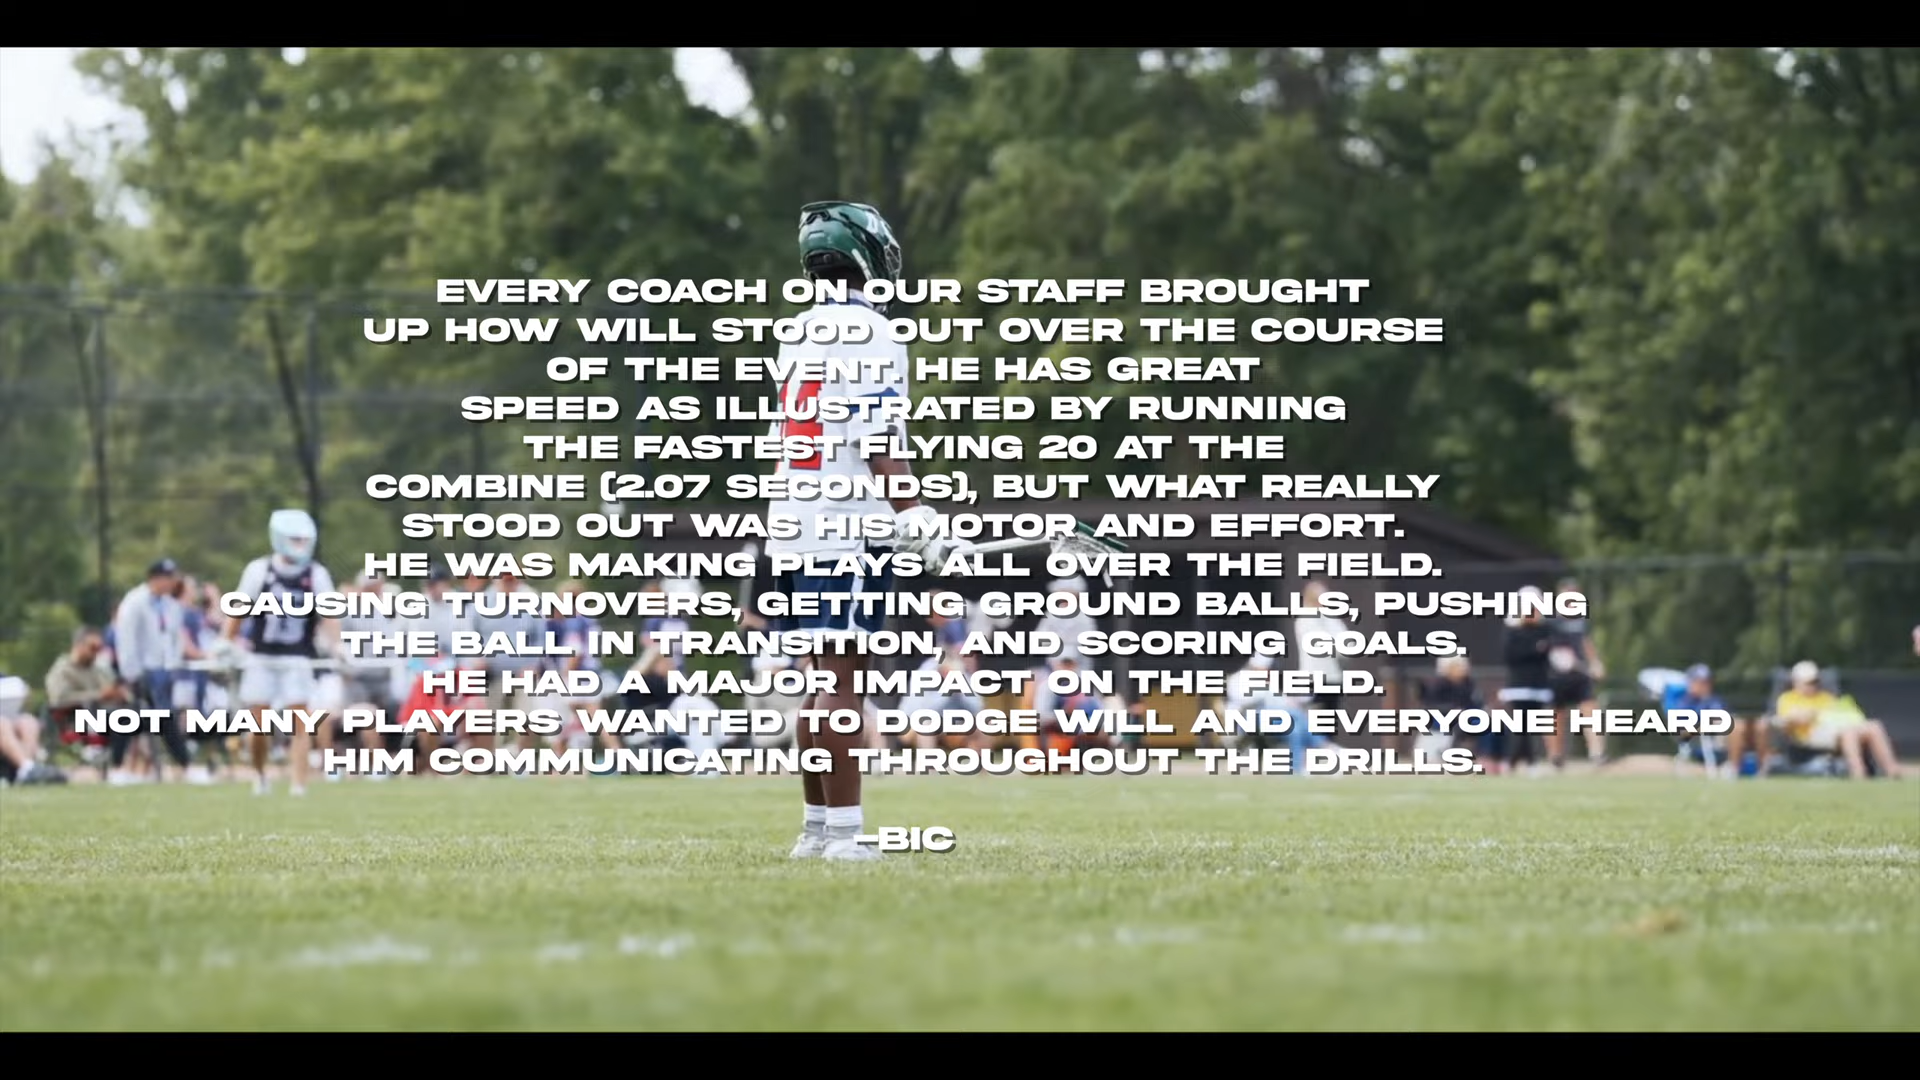 EVERY COACH ON OUR STAFF BROUGHT
UP HOW WILL STOOD OUT OVER THE COURSE
OF THE EVENT. HE HAS GREAT
SPEED AS ILLUSTRATED BY RUNNING
THE FASTEST FLYING 20 AT THE
COMBINE (2.07 SECONDS), BUT WHAT REALLY
STOOD OUT WAS HIS MOTOR AND EFFORT.
HE WAS MAKING PLAYS ALL OVER THE FIELD.
CAUSING TURNOVERS, GETTING GROUND BALLS, PUSHING
THE BALL IN TRANSITION, AND SCORING GOALS.
HE HAD A MAJOR IMPACT ON THE FIELD.
NOT MANY PLAYERS WANTED TO DODGE WILL AND EVERYONE HEARD
HIM COMMUNICATING THROUGHOUT THE DRILLS.
–BIC